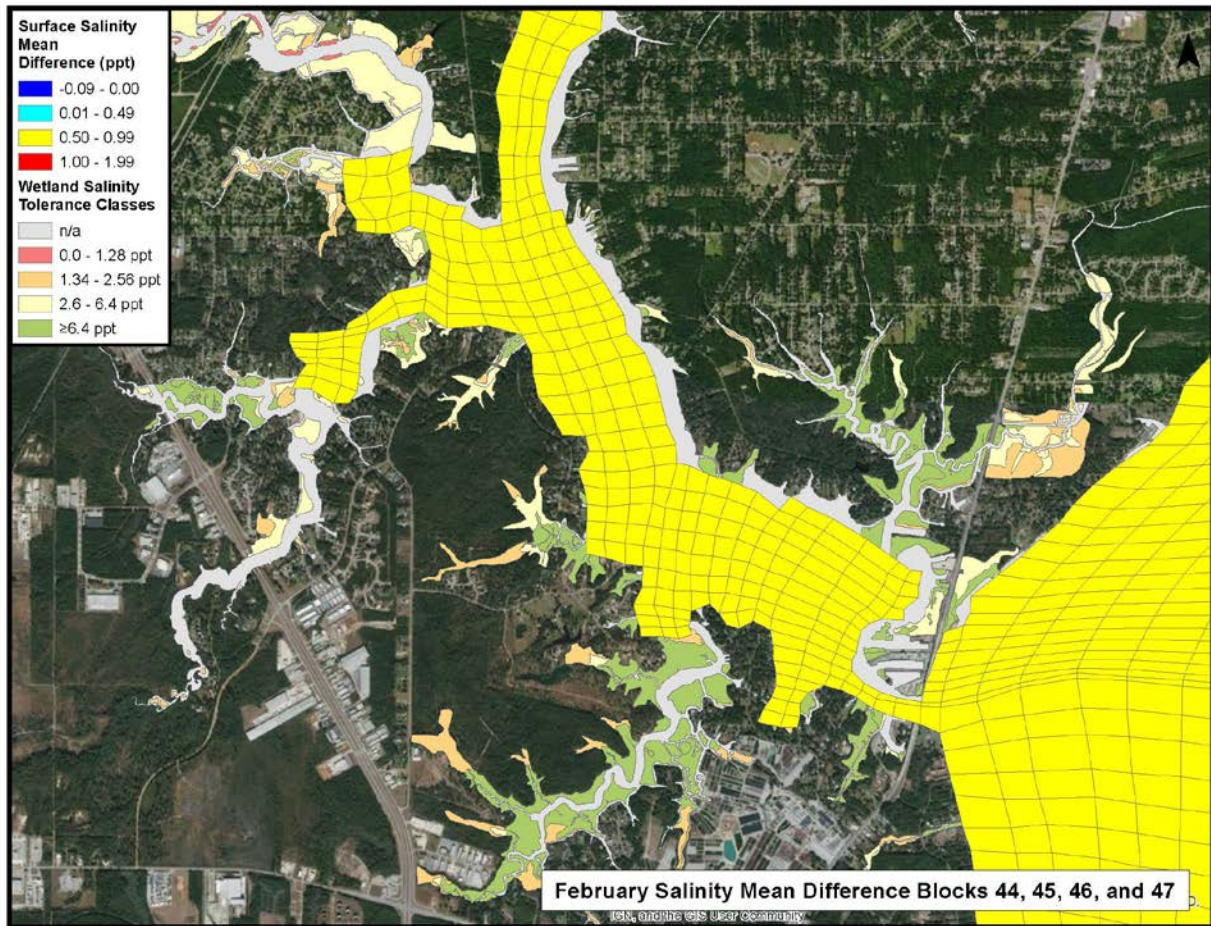 Surface Salinity
Mean
Difference (ppt)
-0.09 - 0.00
0.01 - 0.49
0.50 - 0.99
1.00 - 1.99
Wetland Salinity
Tolerance Classes
n/a
0.0 - 1.28 ppt
1.34 - 2.56 ppt
2.6 - 6.4 ppt
≥6.4 ppt
February Salinity Mean Difference Blocks 44, 45, 46, and 47
IGN, and the GIS User Community